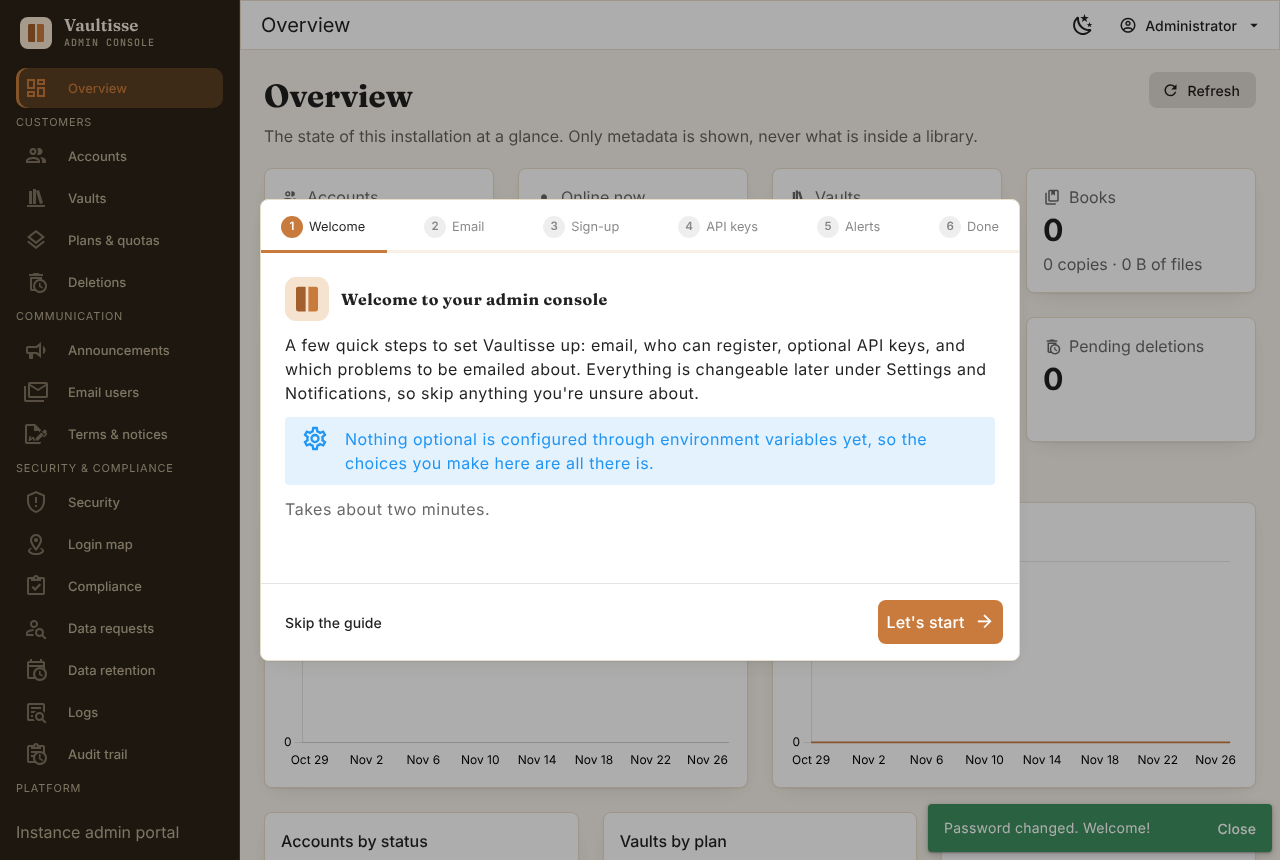 Vaultisse
ADMIN CONSOLE
Overview
CUSTOMERS
Accounts
Vaults
Plans & quotas
Deletions
COMMUNICATION
Announcements
Email users
Terms & notices
SECURITY & COMPLIANCE
Security
Login map
Compliance
Data requests
Data retention
Logs
Audit trail
PLATFORM
Instance admin portal
Overview
Administrator
Overview
Refresh
The state of this installation at a glance. Only metadata is shown, never what is inside a library.
Accounts
Online now
Vaults
Books
0
0 copies · 0 B of files
Pending deletions
0
1 Welcome
2 Email
3 Sign-up
4 API keys
5 Alerts
6 Done
Welcome to your admin console
A few quick steps to set Vaultisse up: email, who can register, optional API keys, and
which problems to be emailed about. Everything is changeable later under Settings and
Notifications, so skip anything you're unsure about.
Nothing optional is configured through environment variables yet, so the
choices you make here are all there is.
Takes about two minutes.
Skip the guide
Let's start
0
Oct 29 Nov 2 Nov 6 Nov 10 Nov 14 Nov 18 Nov 22 Nov 26
0
Oct 29 Nov 2 Nov 6 Nov 10 Nov 14 Nov 18 Nov 22 Nov 26
Accounts by status
Vaults by plan
Password changed. Welcome!
Close